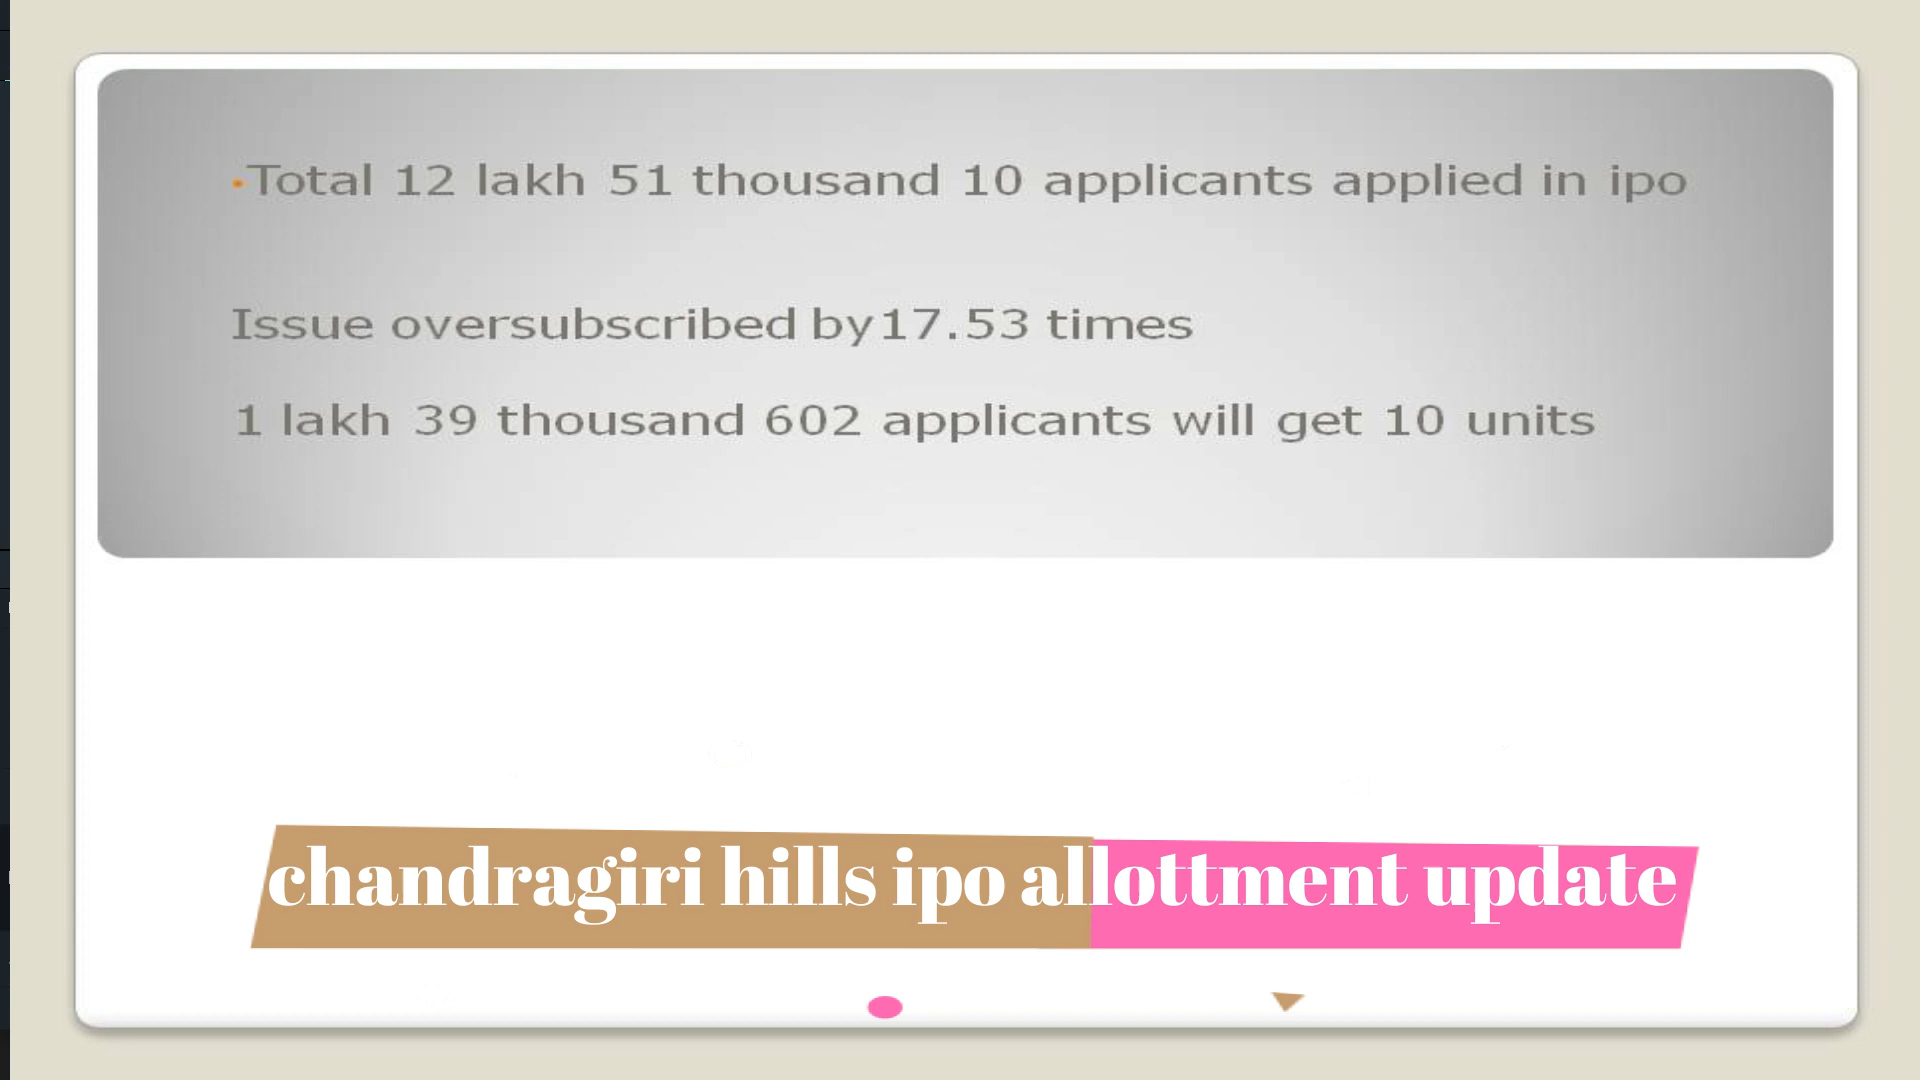 ·Total 12 lakh 51 thousand 10 applicants applied in ipo
Issue oversubscribed by17.53 times
1 lakh 39 thousand 602 applicants will get 10 units
chandragiri hills ipo allottment update